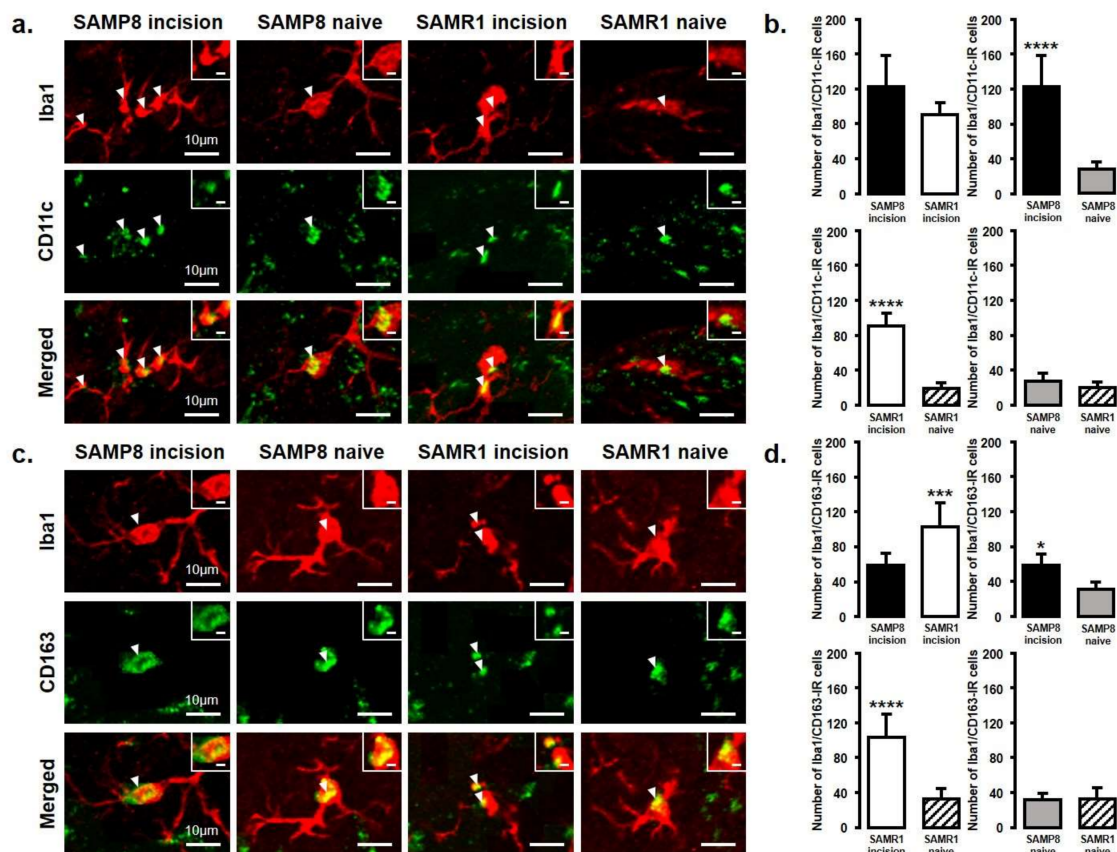 a.
SAMP8 incision SAMP8 naive SAMR1 incision SAMR1 naive
Iba1
10μm
CD11c
10μm
Merged
10μm
b.
Number of Iba1/CD11c-IR cells
200
160
120
80
40
0
SAMP8 incision
SAMR1 incision
Number of Iba1/CD11c-IR cells
200
160
120
80
40
0
****
SAMP8 incision
SAMP8 naive
Number of Iba1/CD11c-IR cells
200
160
120
80
40
0
****
SAMR1 incision
SAMR1 naive
Number of Iba1/CD11c-IR cells
200
160
120
80
40
0
SAMP8 naive
SAMR1 naive
c.
SAMP8 incision SAMP8 naive SAMR1 incision SAMR1 naive
Iba1
10μm
CD163
10μm
Merged
10μm
d.
Number of Iba1/CD163-IR cells
200
160
120
80
40
0
***
SAMP8 incision
SAMR1 incision
Number of Iba1/CD163-IR cells
200
160
120
80
40
0
*
SAMP8 incision
SAMP8 naive
Number of Iba1/CD163-IR cells
200
160
120
80
40
0
****
SAMR1 incision
SAMR1 naive
Number of Iba1/CD163-IR cells
200
160
120
80
40
0
SAMP8 naive
SAMR1 naive